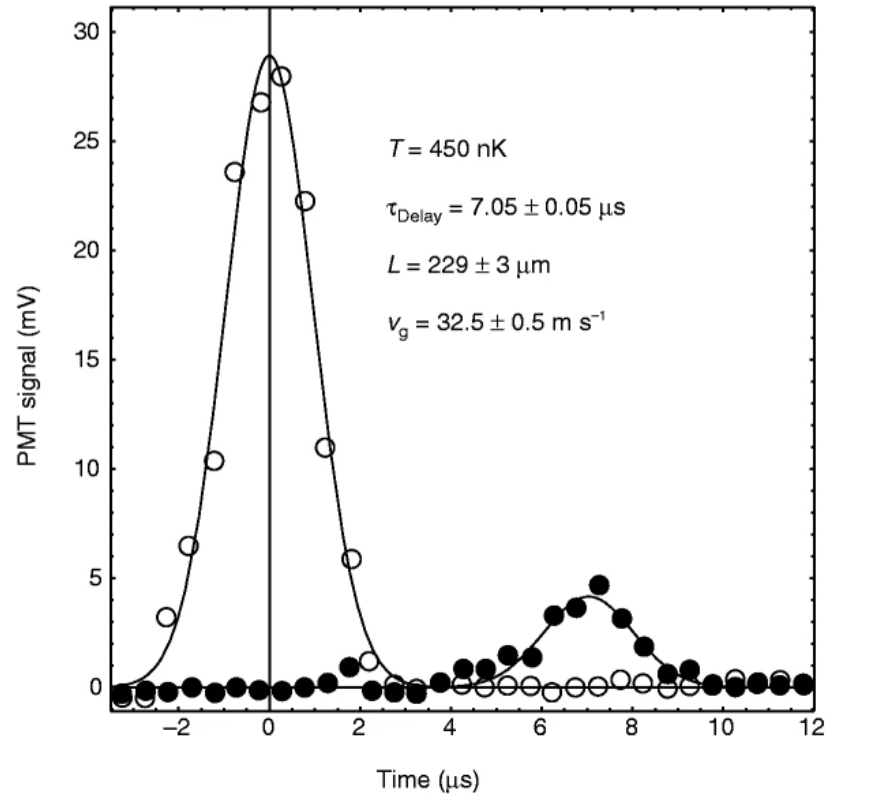 30
25
20
15
10
5
0
PMT signal (mV)
T = 450 nK
τDelay = 7.05 ± 0.05 μs
L = 229 ± 3 μm
vg = 32.5 ± 0.5 m s⁻¹
–2 0 2 4 6 8 10 12
Time (μs)